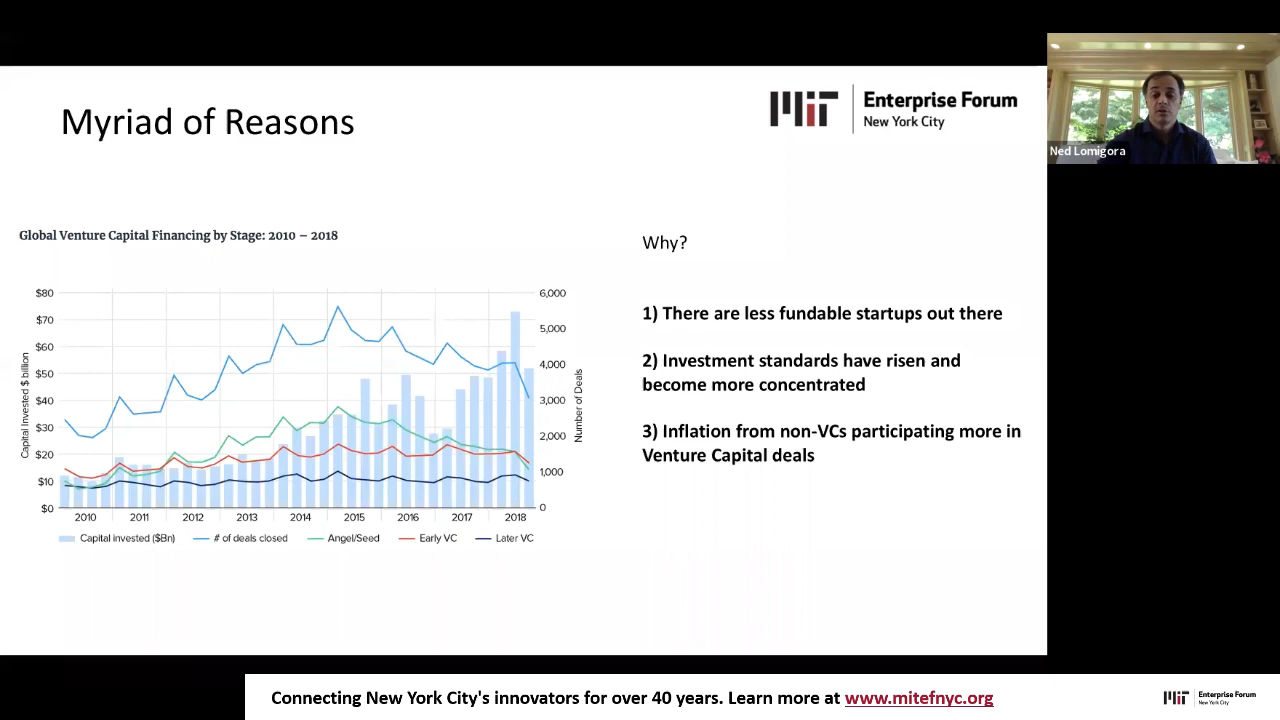 Myriad of Reasons
MIT
Enterprise Forum
New York City
Ned Lomigora
Global Venture Capital Financing by Stage: 2010 – 2018
Why?
1) There are less fundable startups out there
2) Investment standards have risen and
become more concentrated
3) Inflation from non-VCs participating more in
Venture Capital deals
Capital Invested $ billion
$80
$70
$60
$50
$40
$30
$20
$10
$0
6,000
5,000
4,000
3,000
2,000
1,000
0
Number of Deals
2010 2011 2012 2013 2014 2015 2016 2017 2018
Capital invested ($Bn) # of deals closed Angel/Seed Early VC Later VC
Connecting New York City's innovators for over 40 years. Learn more at www.mitefnyc.org
MIT
Enterprise Forum
New York City